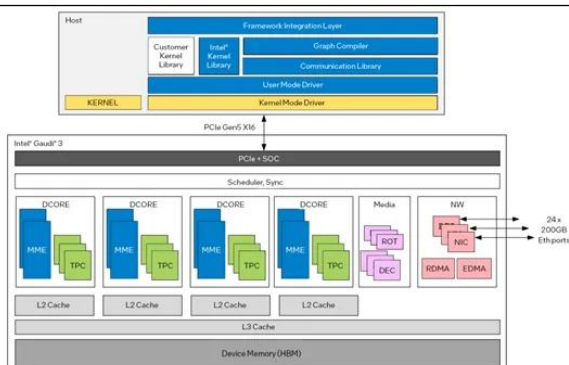 Host
Framework Integration Layer
Customer
Kernel
Library
Intel®
Kernel
Library
Graph Compiler
Communication Library
User Mode Driver
KERNEL
Kernel Mode Driver
PCIe Gen5 X16
Intel® Gaudi® 3
PCIe + SOC
Scheduler, Sync
DCORE
DCORE
DCORE
DCORE
Media
NW
MME
TPC
MME
TPC
MME
TPC
MME
TPC
ROT
DEC
NIC
RDMA
EDMA
24 x
200GB
Eth ports
L2 Cache
L2 Cache
L2 Cache
L2 Cache
L3 Cache
Device Memory (HBM)